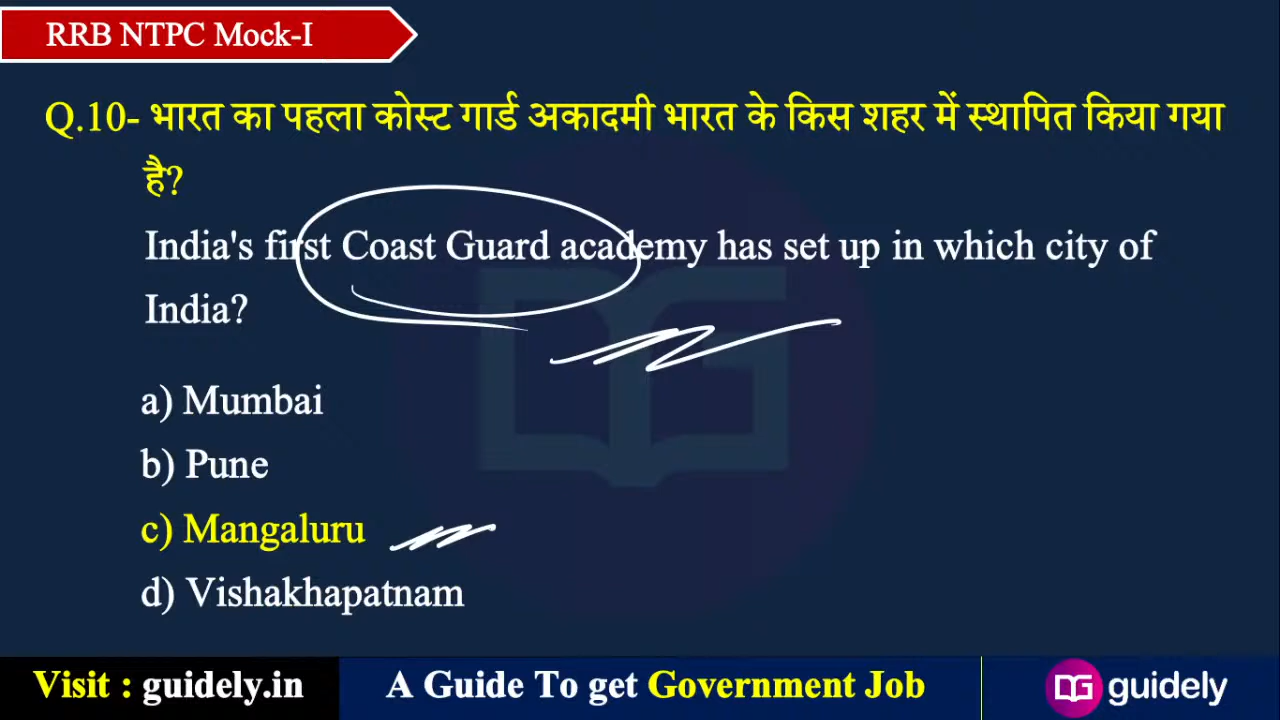 RRB NTPC Mock-I
Q.10- भारत का पहला कोस्ट गार्ड अकादमी भारत के किस शहर में स्थापित किया गया
है?
India's first Coast Guard academy has set up in which city of
India?
a) Mumbai
b) Pune
c) Mangaluru
d) Vishakhapatnam
Visit : guidely.in A Guide To get Government Job guidely